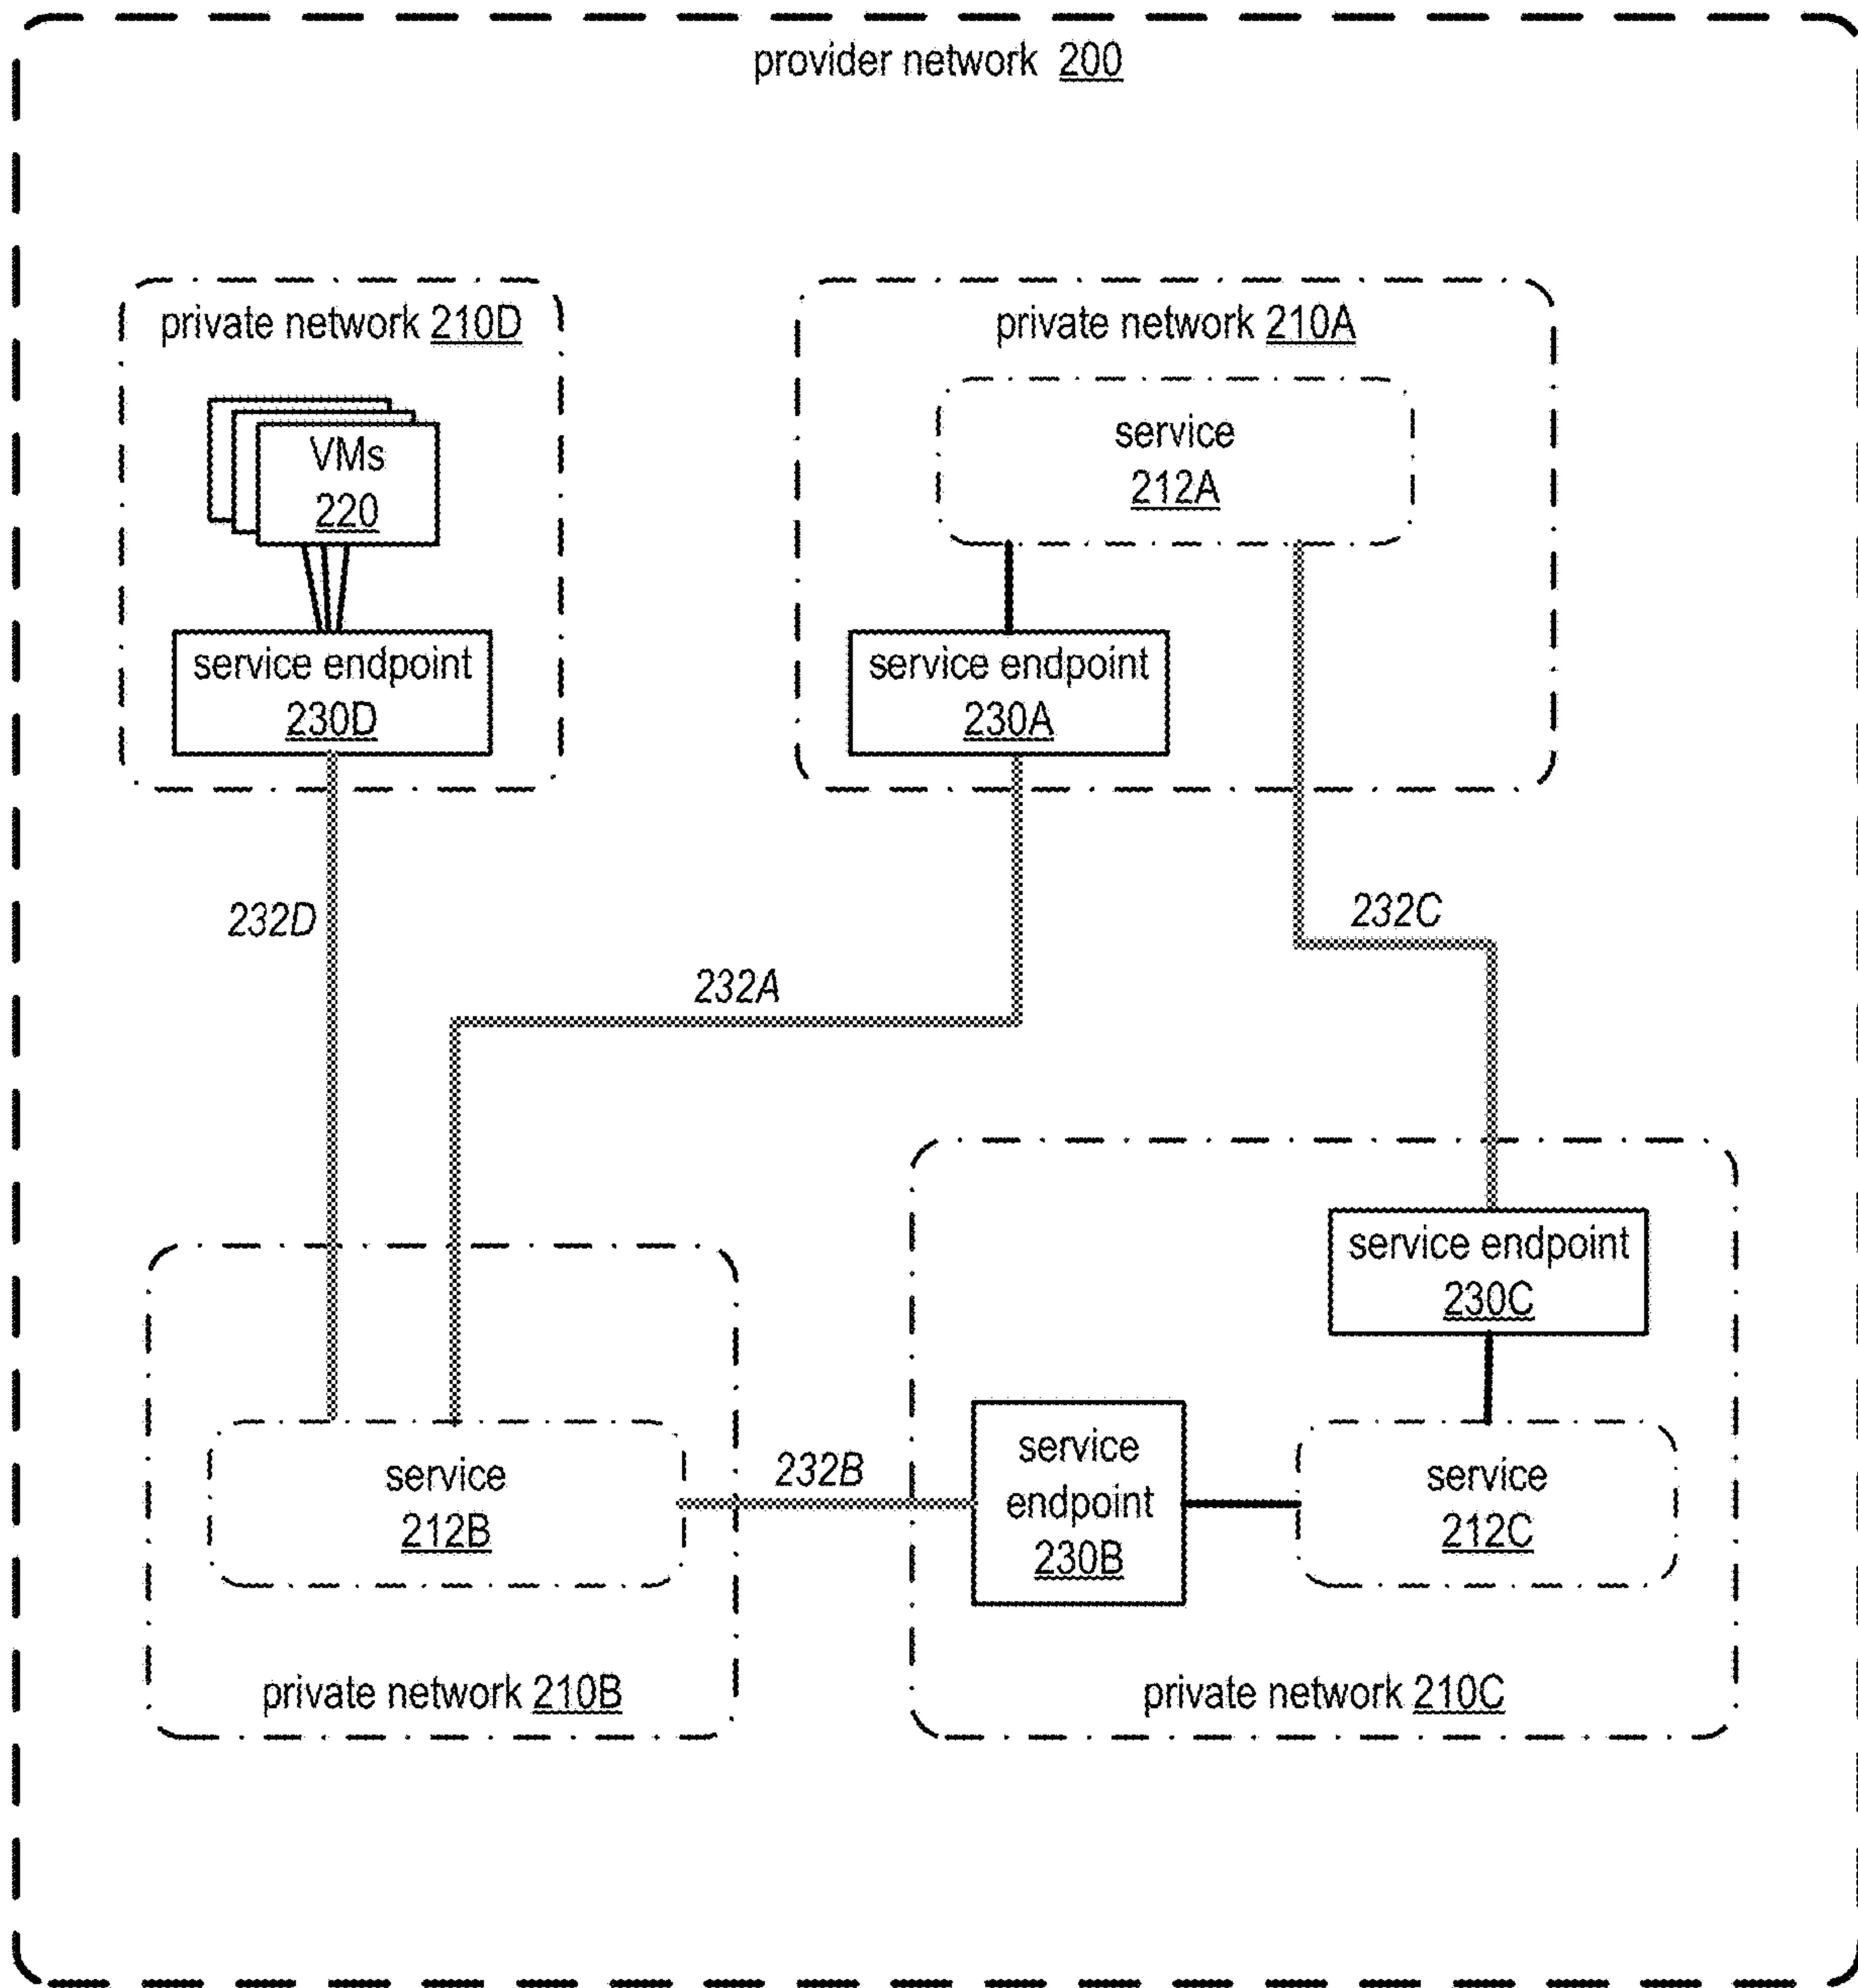 provider network 200
private network 210D
VMs
220
service endpoint
230D
private network 210A
service
212A
service endpoint
230A
232D
232A
232C
service
212B
private network 210B
232B
service endpoint
230C
service
endpoint
230B
service
212C
private network 210C